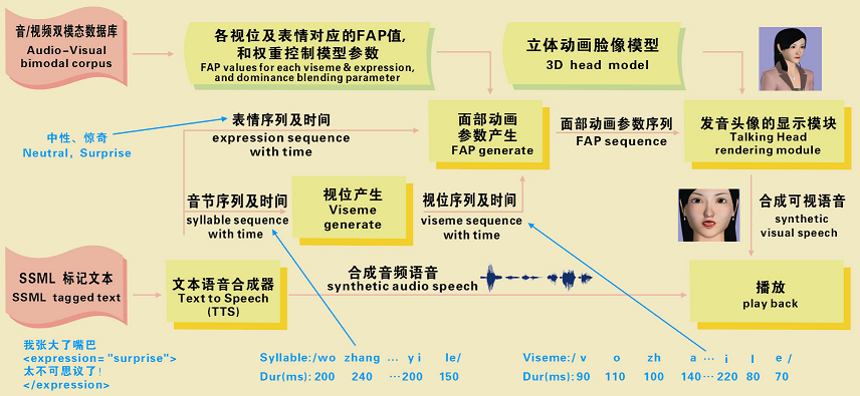 音/视频双模态数据库
Audio-Visual
bimodal corpus
各视位及表情对应的FAP值,
和权重控制模型参数
FAP values for each viseme & expression,
and dominance blending parameter
立体动画脸像模型
3D head model
中性、惊奇
Neutral, Surprise
表情序列及时间
expression sequence
with time
面部动画
参数产生
FAP generate
面部动画参数序列
FAP sequence
发音头像的显示模块
Talking Head
rendering module
音节序列及时间
syllable sequence
with time
视位产生
Viseme
generate
视位序列及时间
viseme sequence
with time
合成可视语音
synthetic
visual speech
SSML 标记文本
SSML tagged text
文本语音合成器
Text to Speech
(TTS)
合成音频语音
synthetic audio speech
播放
play back
我张大了嘴巴
<expression= "surprise">
太不可思议了!
</expression>
Syllable:/wo zhang … yi le/
Dur(ms): 200 240 …200 150
Viseme:/ v o zh a … i l e /
Dur(ms): 90 110 100 140…220 80 70